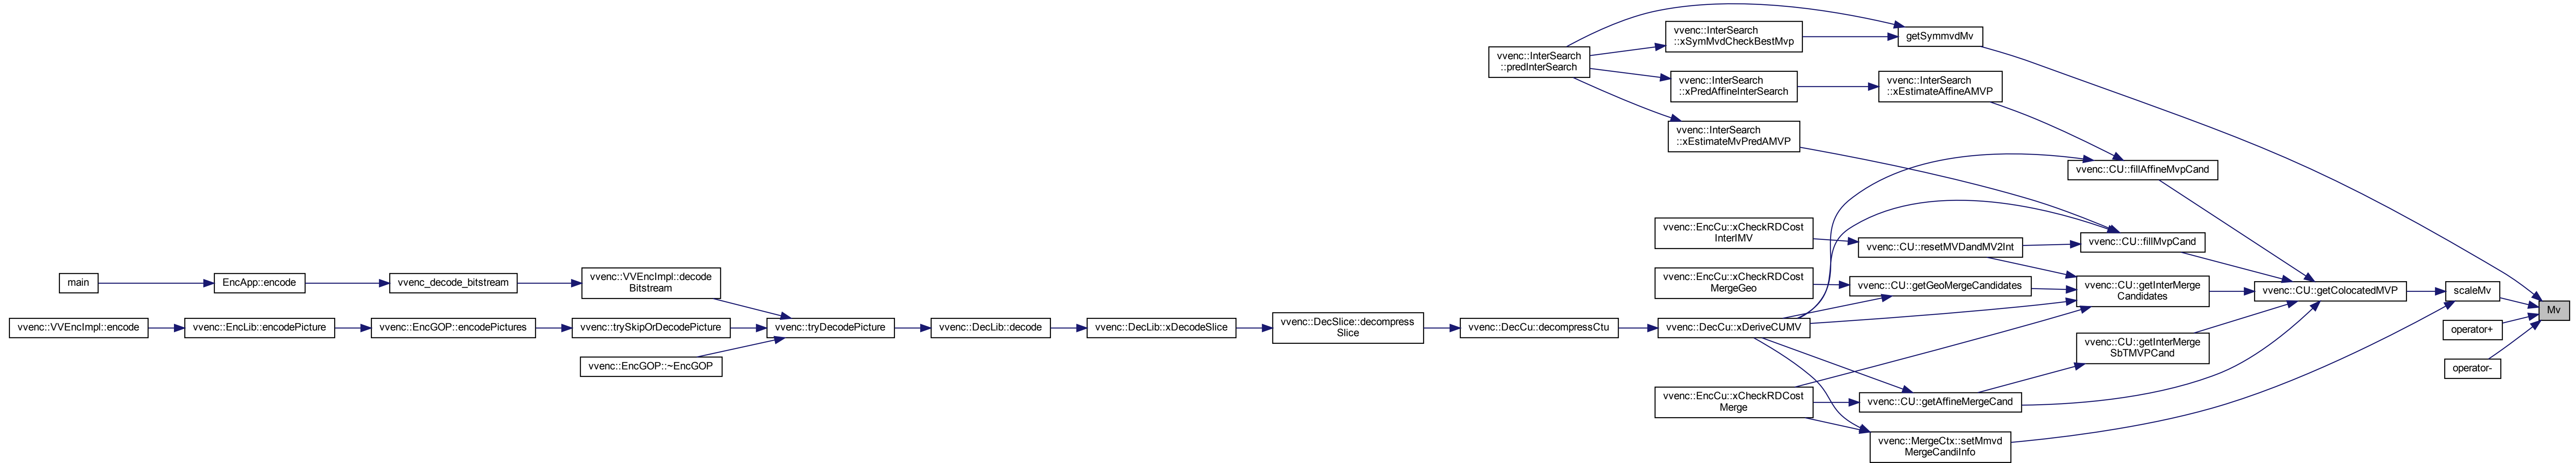 main
vvenc::VVEncImpl::encode
EncApp::encode
vvenc::EncLib::encodePicture
vvenc_decode_bitstream
vvenc::EncGOP::encodePictures
vvenc::VVEncImpl::decode
Bitstream
vvenc::trySkipOrDecodePicture
vvenc::EncGOP::~EncGOP
vvenc::tryDecodePicture
vvenc::DecLib::decode
vvenc::DecLib::xDecodeSlice
vvenc::DecSlice::decompress
Slice
vvenc::DecCu::decompressCtu
vvenc::InterSearch
::predInterSearch
vvenc::InterSearch
::xSymMvdCheckBestMvp
vvenc::InterSearch
::xPredAffineInterSearch
vvenc::InterSearch
::xEstimateMvPredAMVP
vvenc::EncCu::xCheckRDCost
InterIMV
vvenc::EncCu::xCheckRDCost
MergeGeo
vvenc::DecCu::xDeriveCUMV
vvenc::EncCu::xCheckRDCost
Merge
getSymmvdMv
vvenc::InterSearch
::xEstimateAffineAMVP
vvenc::CU::resetMVDandMV2Int
vvenc::CU::getGeoMergeCandidates
vvenc::CU::getAffineMergeCand
vvenc::MergeCtx::setMmvd
MergeCandiInfo
vvenc::CU::fillAffineMvpCand
vvenc::CU::fillMvpCand
vvenc::CU::getInterMerge
Candidates
vvenc::CU::getInterMerge
SbTMVPCand
vvenc::CU::getColocatedMVP
scaleMv
operator+
operator-
Mv